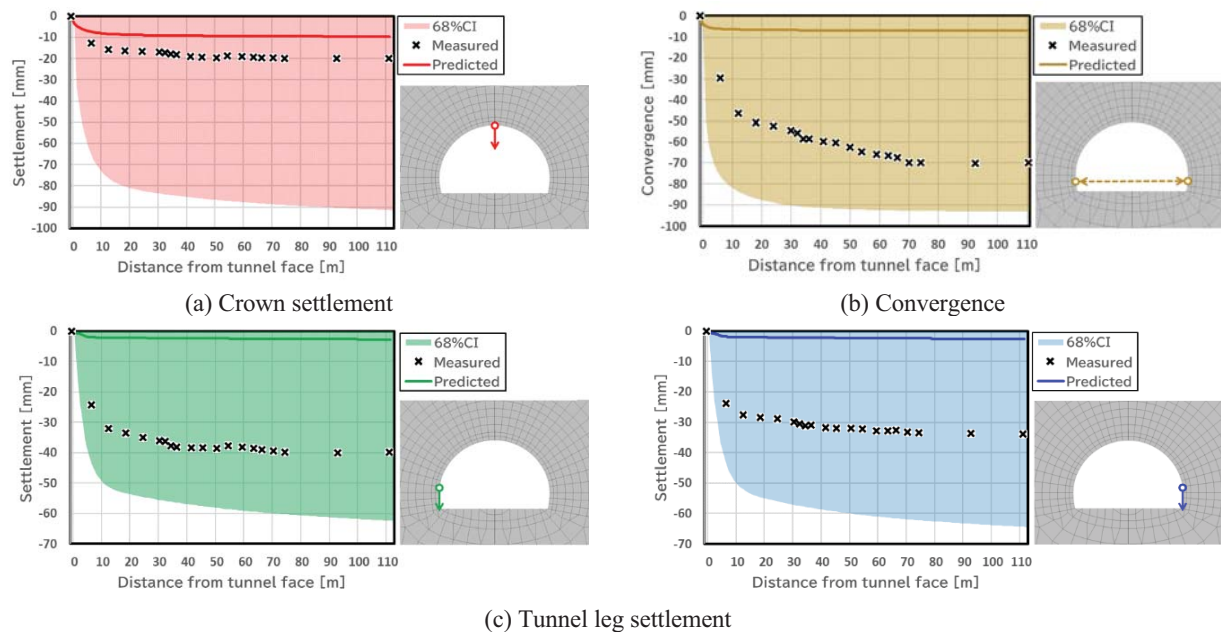 0
-10
-20
-30
-40
-50
-60
-70
-80
-90
-100
Settlement [mm]
0 10 20 30 40 50 60 70 80 90 100 110
Distance from tunnel face [m]
68%CI
Measured
Predicted
(a) Crown settlement
0
-10
-20
-30
-40
-50
-60
-70
-80
-90
-100
Convergence [mm]
0 10 20 30 40 50 60 70 80 90 100 110
Distance from tunnel face [m]
68%CI
Measured
Predicted
(b) Convergence
0
-10
-20
-30
-40
-50
-60
-70
Settlement [mm]
0 10 20 30 40 50 60 70 80 90 100 110
Distance from tunnel face [m]
68%CI
Measured
Predicted
0
-10
-20
-30
-40
-50
-60
-70
Settlement [mm]
0 10 20 30 40 50 60 70 80 90 100 110
Distance from tunnel face [m]
68%CI
Measured
Predicted
(c) Tunnel leg settlement